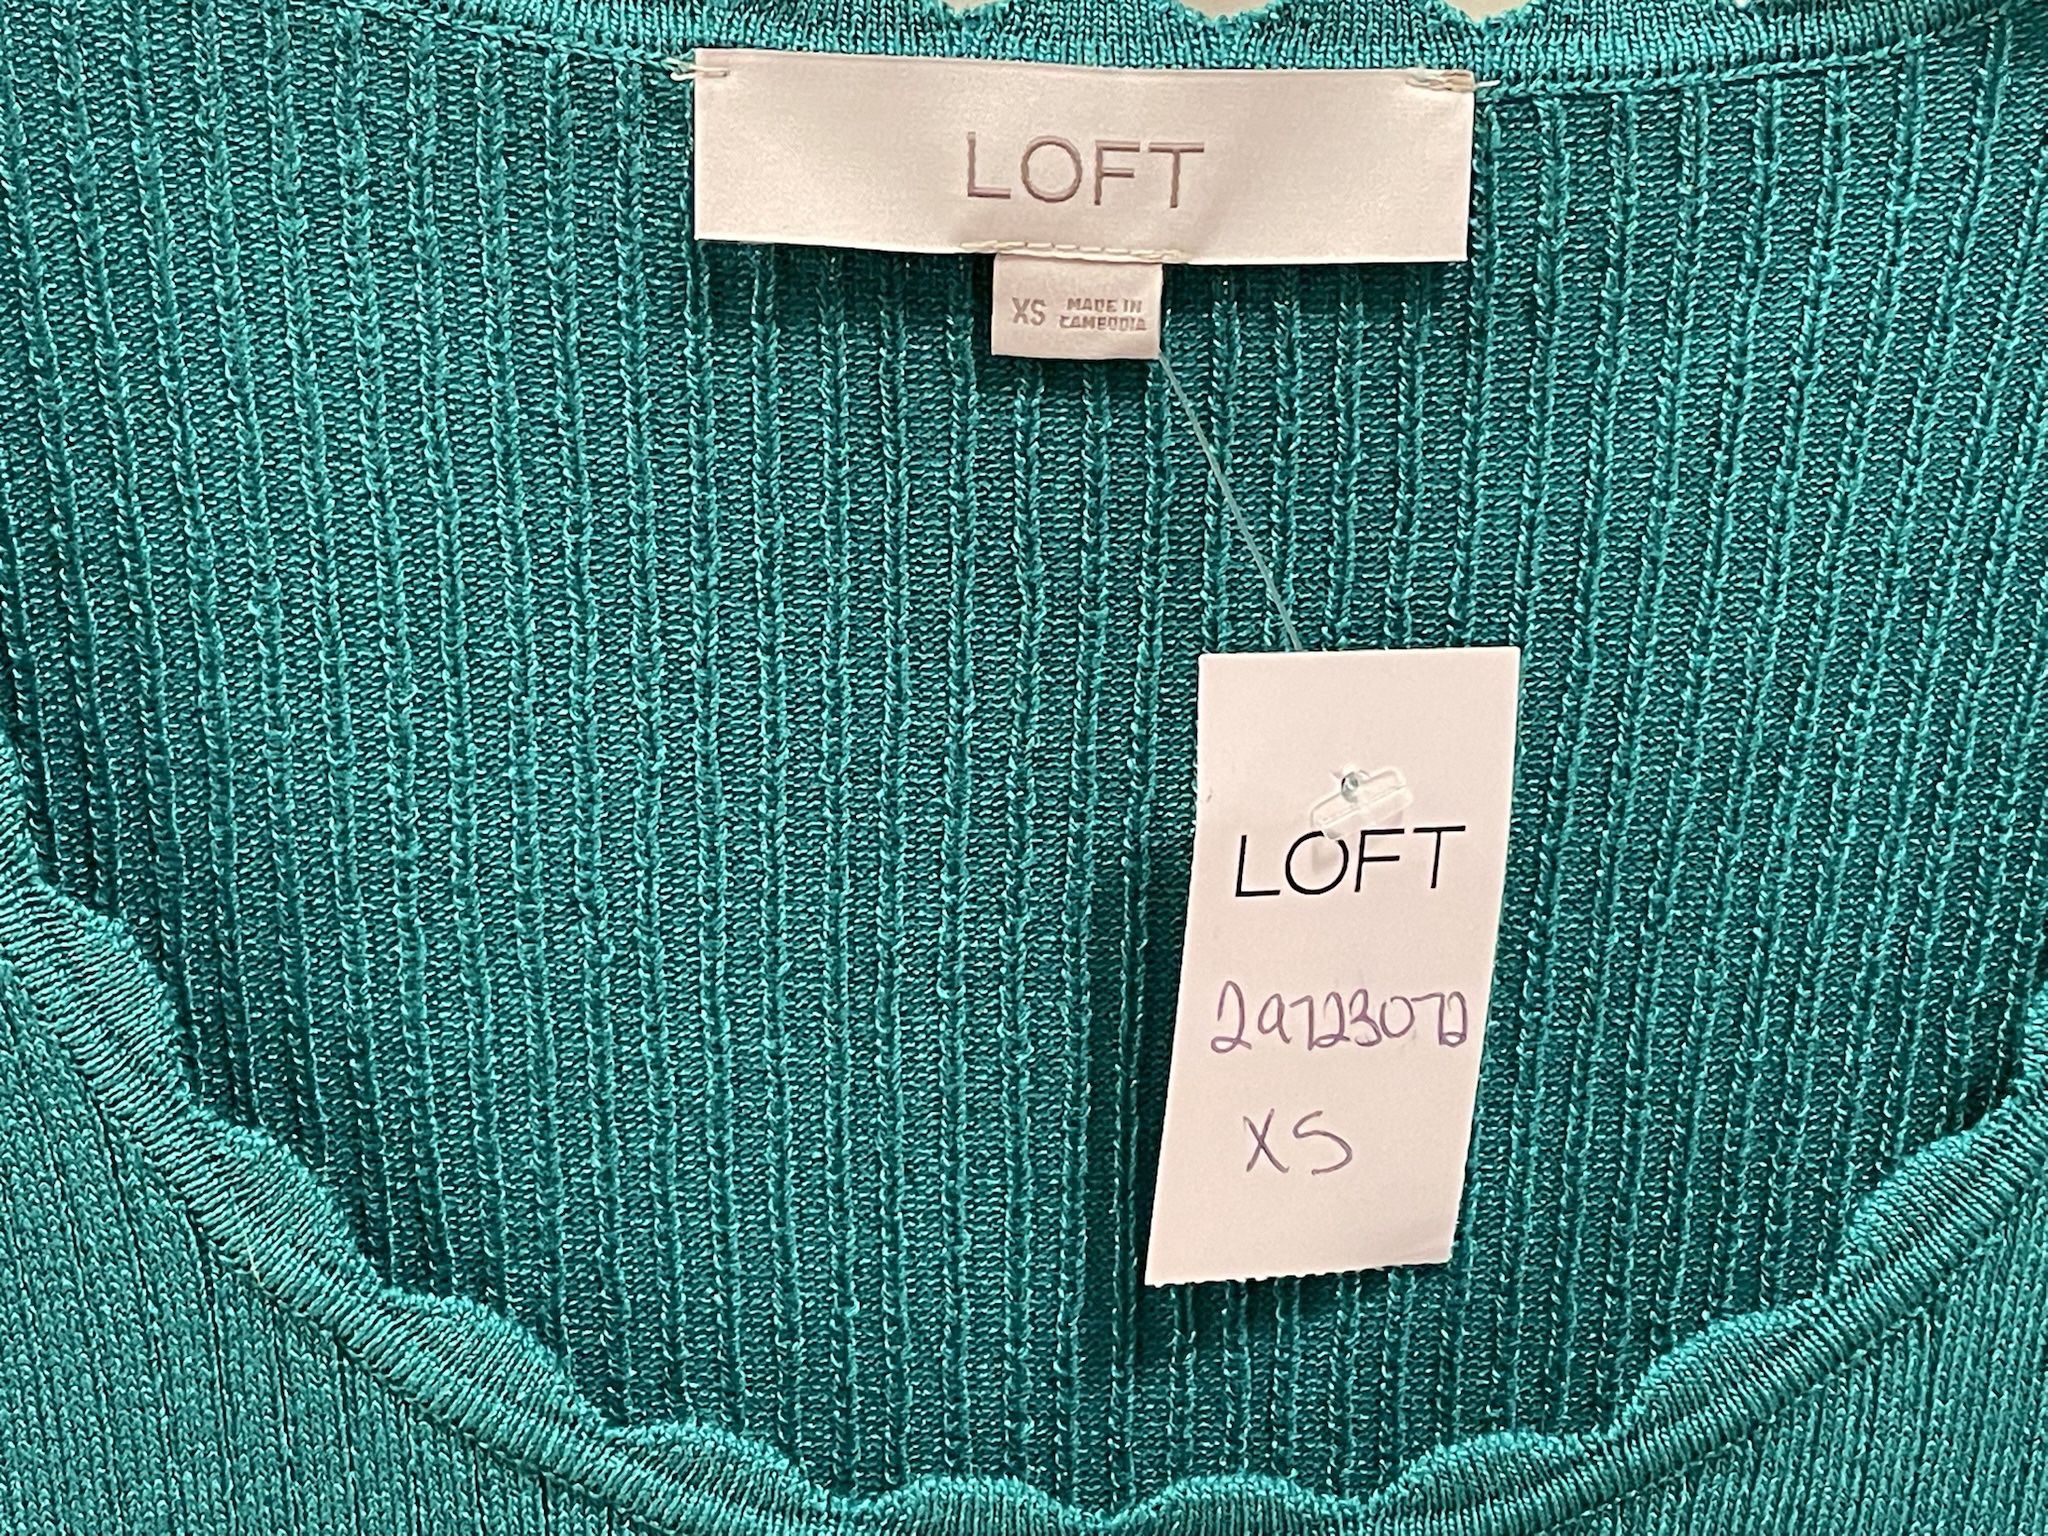 LOFT
XS MADE IN
CAMBODIA
LOFT
29723072
XS